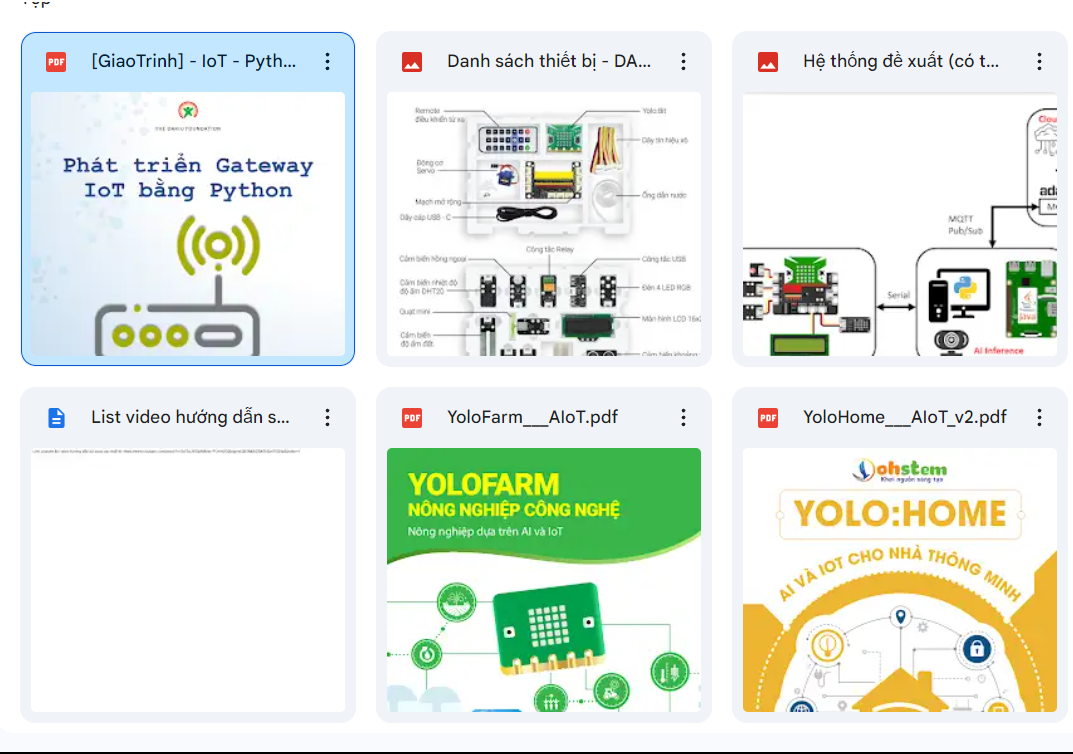 Tệp
PDF
[GiaoTrinh] - IoT - Pyth...
THE DARIU FOUNDATION
Phát triển Gateway
IoT bằng Python
Danh sách thiết bị - DA...
Remote
điều khiển từ xa
Yolo:Bit
Dây tín hiệu x6
Động cơ
Servo
Ống dẫn nước
Mạch mở rộng
Dây cáp USB - C
Công tắc Relay
Cảm biến hồng ngoại
Công tắc USB
Cảm biến nhiệt độ
độ ẩm DHT20
Đèn 4 LED RGB
Quạt mini
Màn hình LCD 16x2
Cảm biến
độ ẩm đất
Cảm biến khoảng
Hệ thống đề xuất (có t...
Clou
ada
MQTT
Pub/Sub
Serial
AI Inference
List video hướng dẫn s...
PDF
YoloFarm___AIoT.pdf
YOLOFARM
NÔNG NGHIỆP CÔNG NGHỆ
Nông nghiệp dựa trên AI và IoT
PDF
YoloHome___AIoT_v2.pdf
ohstem
Khơi nguồn sáng tạo
YOLO:HOME
AI VÀ IOT CHO NHÀ THÔNG MINH